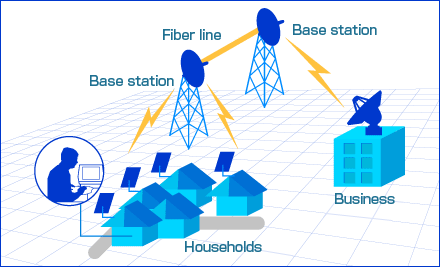 Fiber line
Base station
Base station
Business
Households